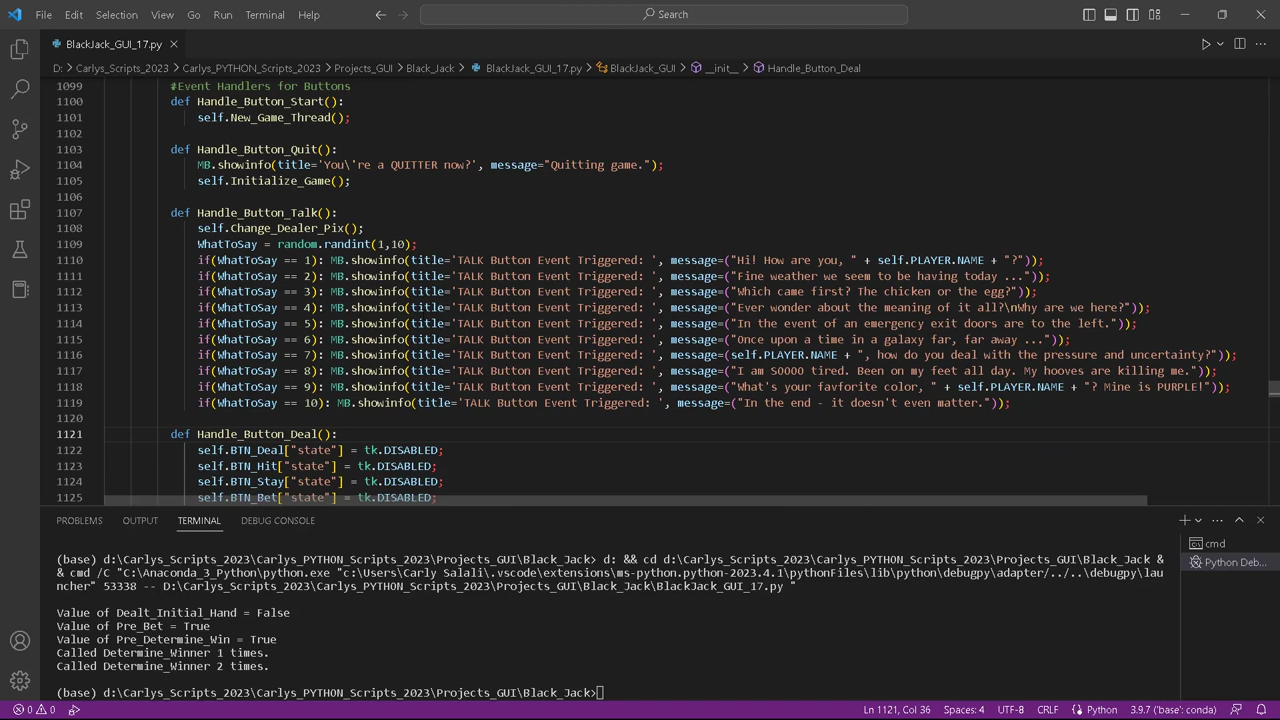 File Edit Selection View Go Run Terminal Help Search
BlackJack_GUI_17.py
D: > Carlys_Scripts_2023 > Carlys_PYTHON_Scripts_2023 > Projects_GUI > Black_Jack > BlackJack_GUI_17.py > BlackJack_GUI > __init__ > Handle_Button_Deal
1099 #Event Handlers for Buttons
1100 def Handle_Button_Start():
1101 self.New_Game_Thread();
1102
1103 def Handle_Button_Quit():
1104 MB.showinfo(title='You\'re a QUITTER now?', message="Quitting game.");
1105 self.Initialize_Game();
1106
1107 def Handle_Button_Talk():
1108 self.Change_Dealer_Pix();
1109 WhatToSay = random.randint(1,10);
1110 if(WhatToSay == 1): MB.showinfo(title='TALK Button Event Triggered: ', message=("Hi! How are you, " + self.PLAYER.NAME + "?"));
1111 if(WhatToSay == 2): MB.showinfo(title='TALK Button Event Triggered: ', message=("Fine weather we seem to be having today ..."));
1112 if(WhatToSay == 3): MB.showinfo(title='TALK Button Event Triggered: ', message=("Which came first? The chicken or the egg?"));
1113 if(WhatToSay == 4): MB.showinfo(title='TALK Button Event Triggered: ', message=("Ever wonder about the meaning of it all?\nWhy are we here?"));
1114 if(WhatToSay == 5): MB.showinfo(title='TALK Button Event Triggered: ', message=("In the event of an emergency exit doors are to the left."));
1115 if(WhatToSay == 6): MB.showinfo(title='TALK Button Event Triggered: ', message=("Once upon a time in a galaxy far, far away ..."));
1116 if(WhatToSay == 7): MB.showinfo(title='TALK Button Event Triggered: ', message=(self.PLAYER.NAME + ", how do you deal with the pressure and uncertainty?"));
1117 if(WhatToSay == 8): MB.showinfo(title='TALK Button Event Triggered: ', message=("I am SOOOO tired. Been on my feet all day. My hooves are killing me."));
1118 if(WhatToSay == 9): MB.showinfo(title='TALK Button Event Triggered: ', message=("What's your favforite color, " + self.PLAYER.NAME + "? Mine is PURPLE!"));
1119 if(WhatToSay == 10): MB.showinfo(title='TALK Button Event Triggered: ', message=("In the end - it doesn't even matter."));
1120
1121 def Handle_Button_Deal():
1122 self.BTN_Deal["state"] = tk.DISABLED;
1123 self.BTN_Hit["state"] = tk.DISABLED;
1124 self.BTN_Stay["state"] = tk.DISABLED;
1125 self.BTN_Bet["state"] = tk.DISABLED;
PROBLEMS OUTPUT TERMINAL DEBUG CONSOLE
cmd
Python Deb...
(base) d:\Carlys_Scripts_2023\Carlys_PYTHON_Scripts_2023\Projects_GUI\Black_Jack> d: && cd d:\Carlys_Scripts_2023\Carlys_PYTHON_Scripts_2023\Projects_GUI\Black_Jack &
& cmd /C "C:\Anaconda_3_Python\python.exe "c:\Users\Carly Salali\.vscode\extensions\ms-python.python-2023.4.1\pythonFiles\lib\python\debugpy\adapter/../..\debugpy\lau
ncher" 53338 -- D:\Carlys_Scripts_2023\Carlys_PYTHON_Scripts_2023\Projects_GUI\Black_Jack\BlackJack_GUI_17.py "
Value of Dealt_Initial_Hand = False
Value of Pre_Bet = True
Value of Pre_Determine_Win = True
Called Determine_Winner 1 times.
Called Determine_Winner 2 times.
(base) d:\Carlys_Scripts_2023\Carlys_PYTHON_Scripts_2023\Projects_GUI\Black_Jack>
0 0 Ln 1121, Col 36 Spaces: 4 UTF-8 CRLF Python 3.9.7 ('base': conda)